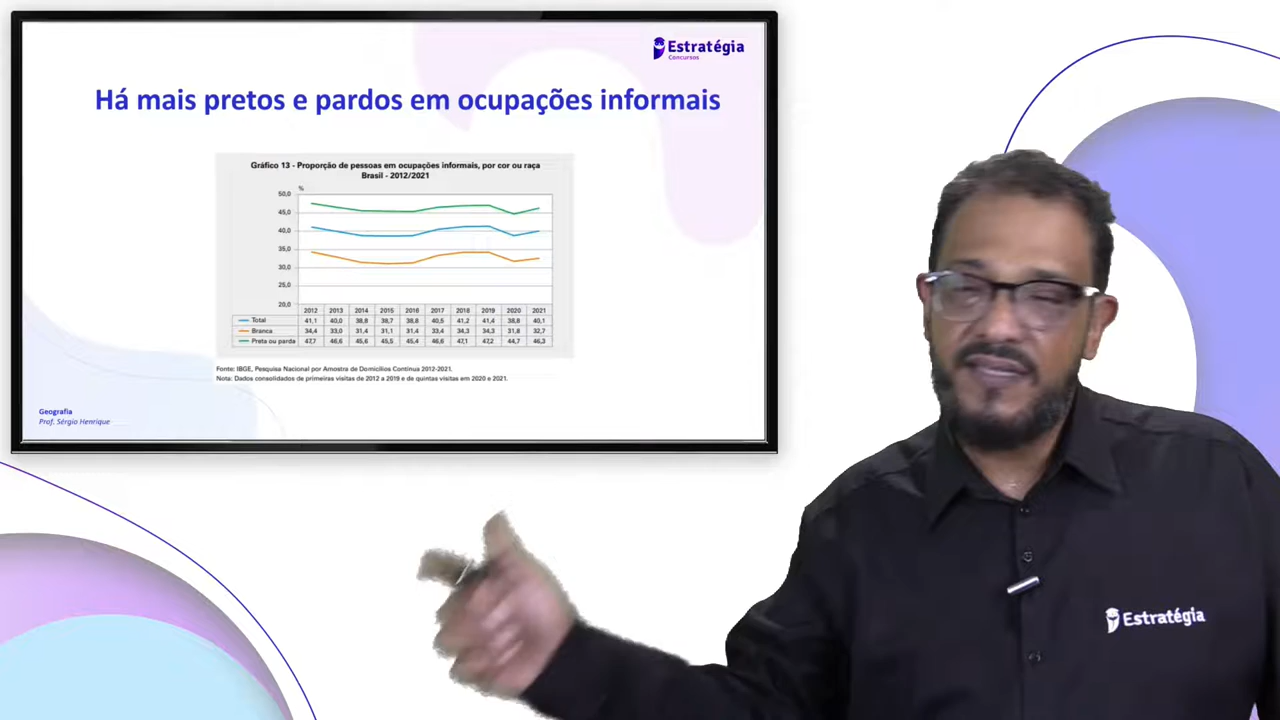 Estratégia
Concursos
Há mais pretos e pardos em ocupações informais
Gráfico 13 - Proporção de pessoas em ocupações informais, por cor ou raça
Brasil - 2012/2021
%
50,0
45,0
40,0
35,0
30,0
25,0
20,0
2012 2013 2014 2015 2016 2017 2018 2019 2020 2021
Total 41,1 40,0 38,8 38,7 38,8 40,5 41,2 41,4 38,8 40,1
Branca 34,4 33,0 31,4 31,1 31,4 33,4 34,3 34,3 31,8 32,7
Preta ou parda 47,7 46,6 45,6 45,5 45,4 46,6 47,1 47,2 44,7 46,3
Fonte: IBGE, Pesquisa Nacional por Amostra de Domicílios Contínua 2012-2021.
Nota: Dados consolidados de primeiras visitas de 2012 a 2019 e de quintas visitas em 2020 e 2021.
Geografia
Prof. Sérgio Henrique
Estratégia